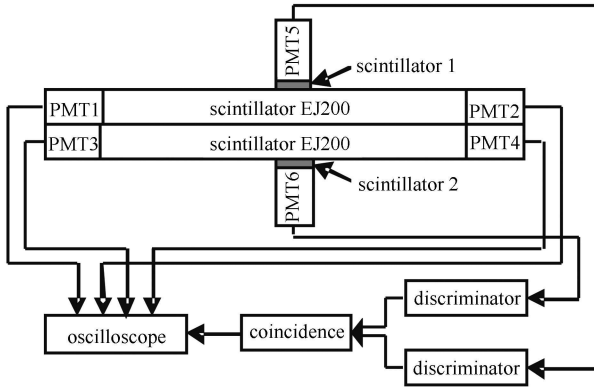 PMT5
scintillator 1
PMT1
scintillator EJ200
PMT2
PMT3
scintillator EJ200
PMT4
PMT6
scintillator 2
discriminator
oscilloscope
coincidence
discriminator